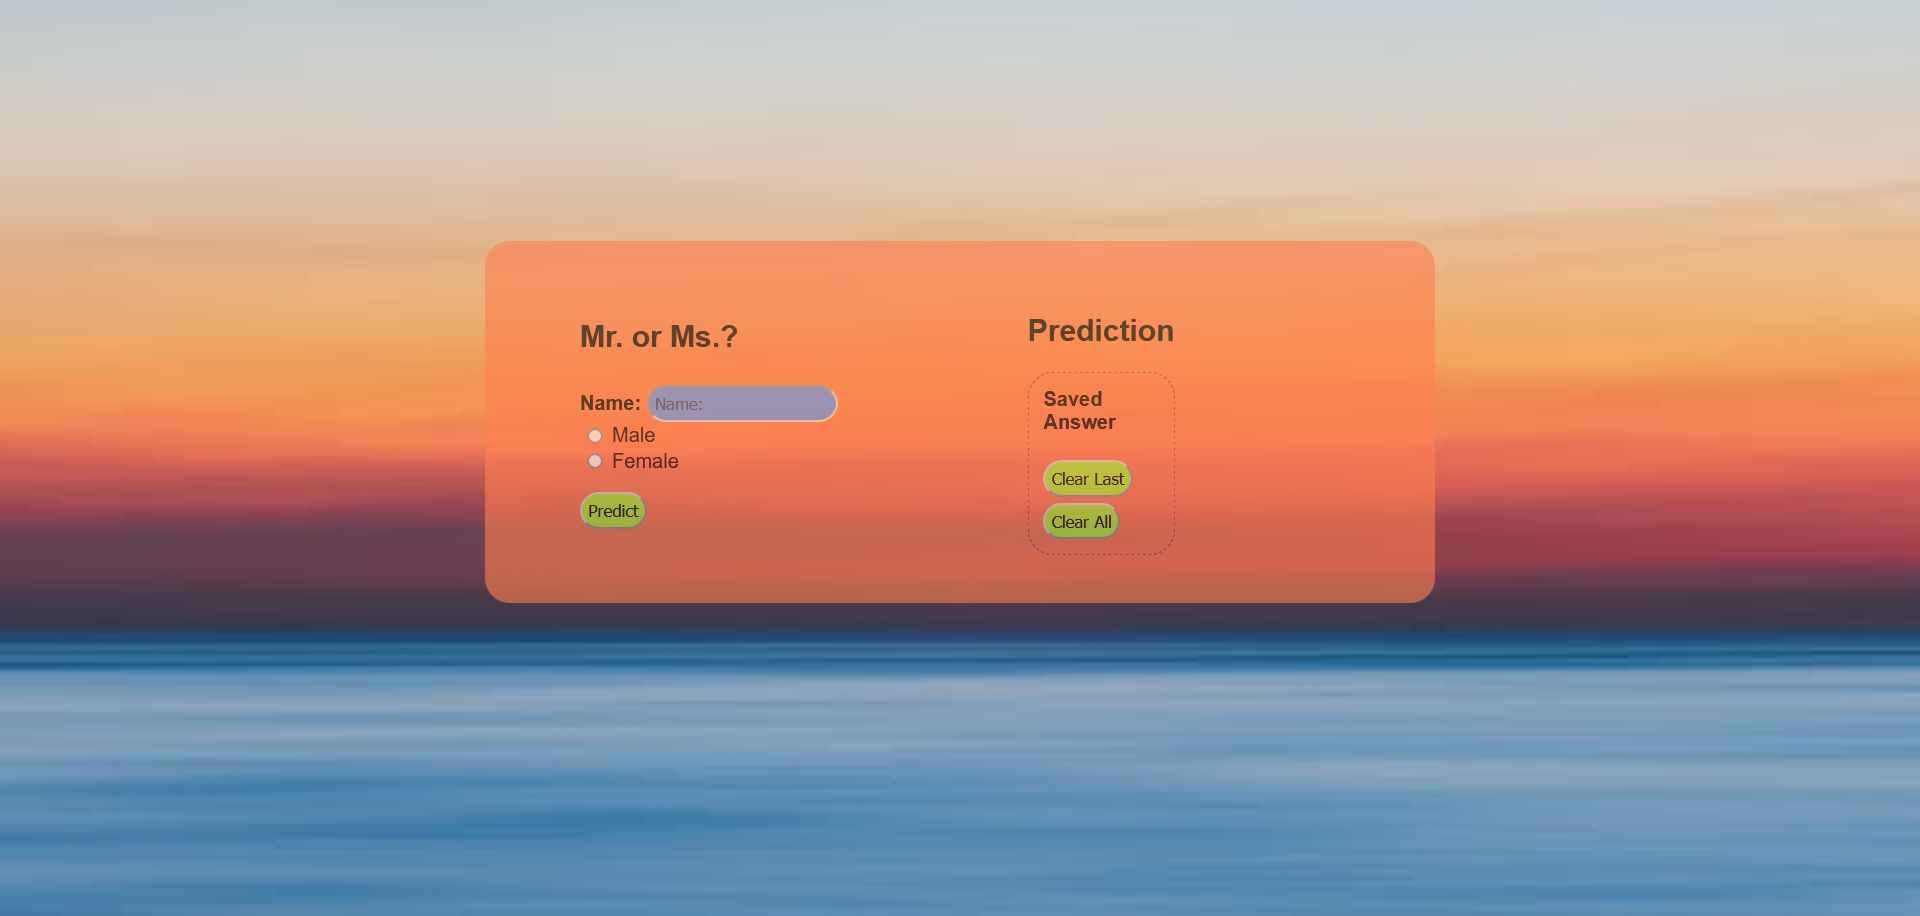 Mr. or Ms.?
Name: Name:
Male
Female
Predict
Prediction
Saved
Answer
Clear Last
Clear All